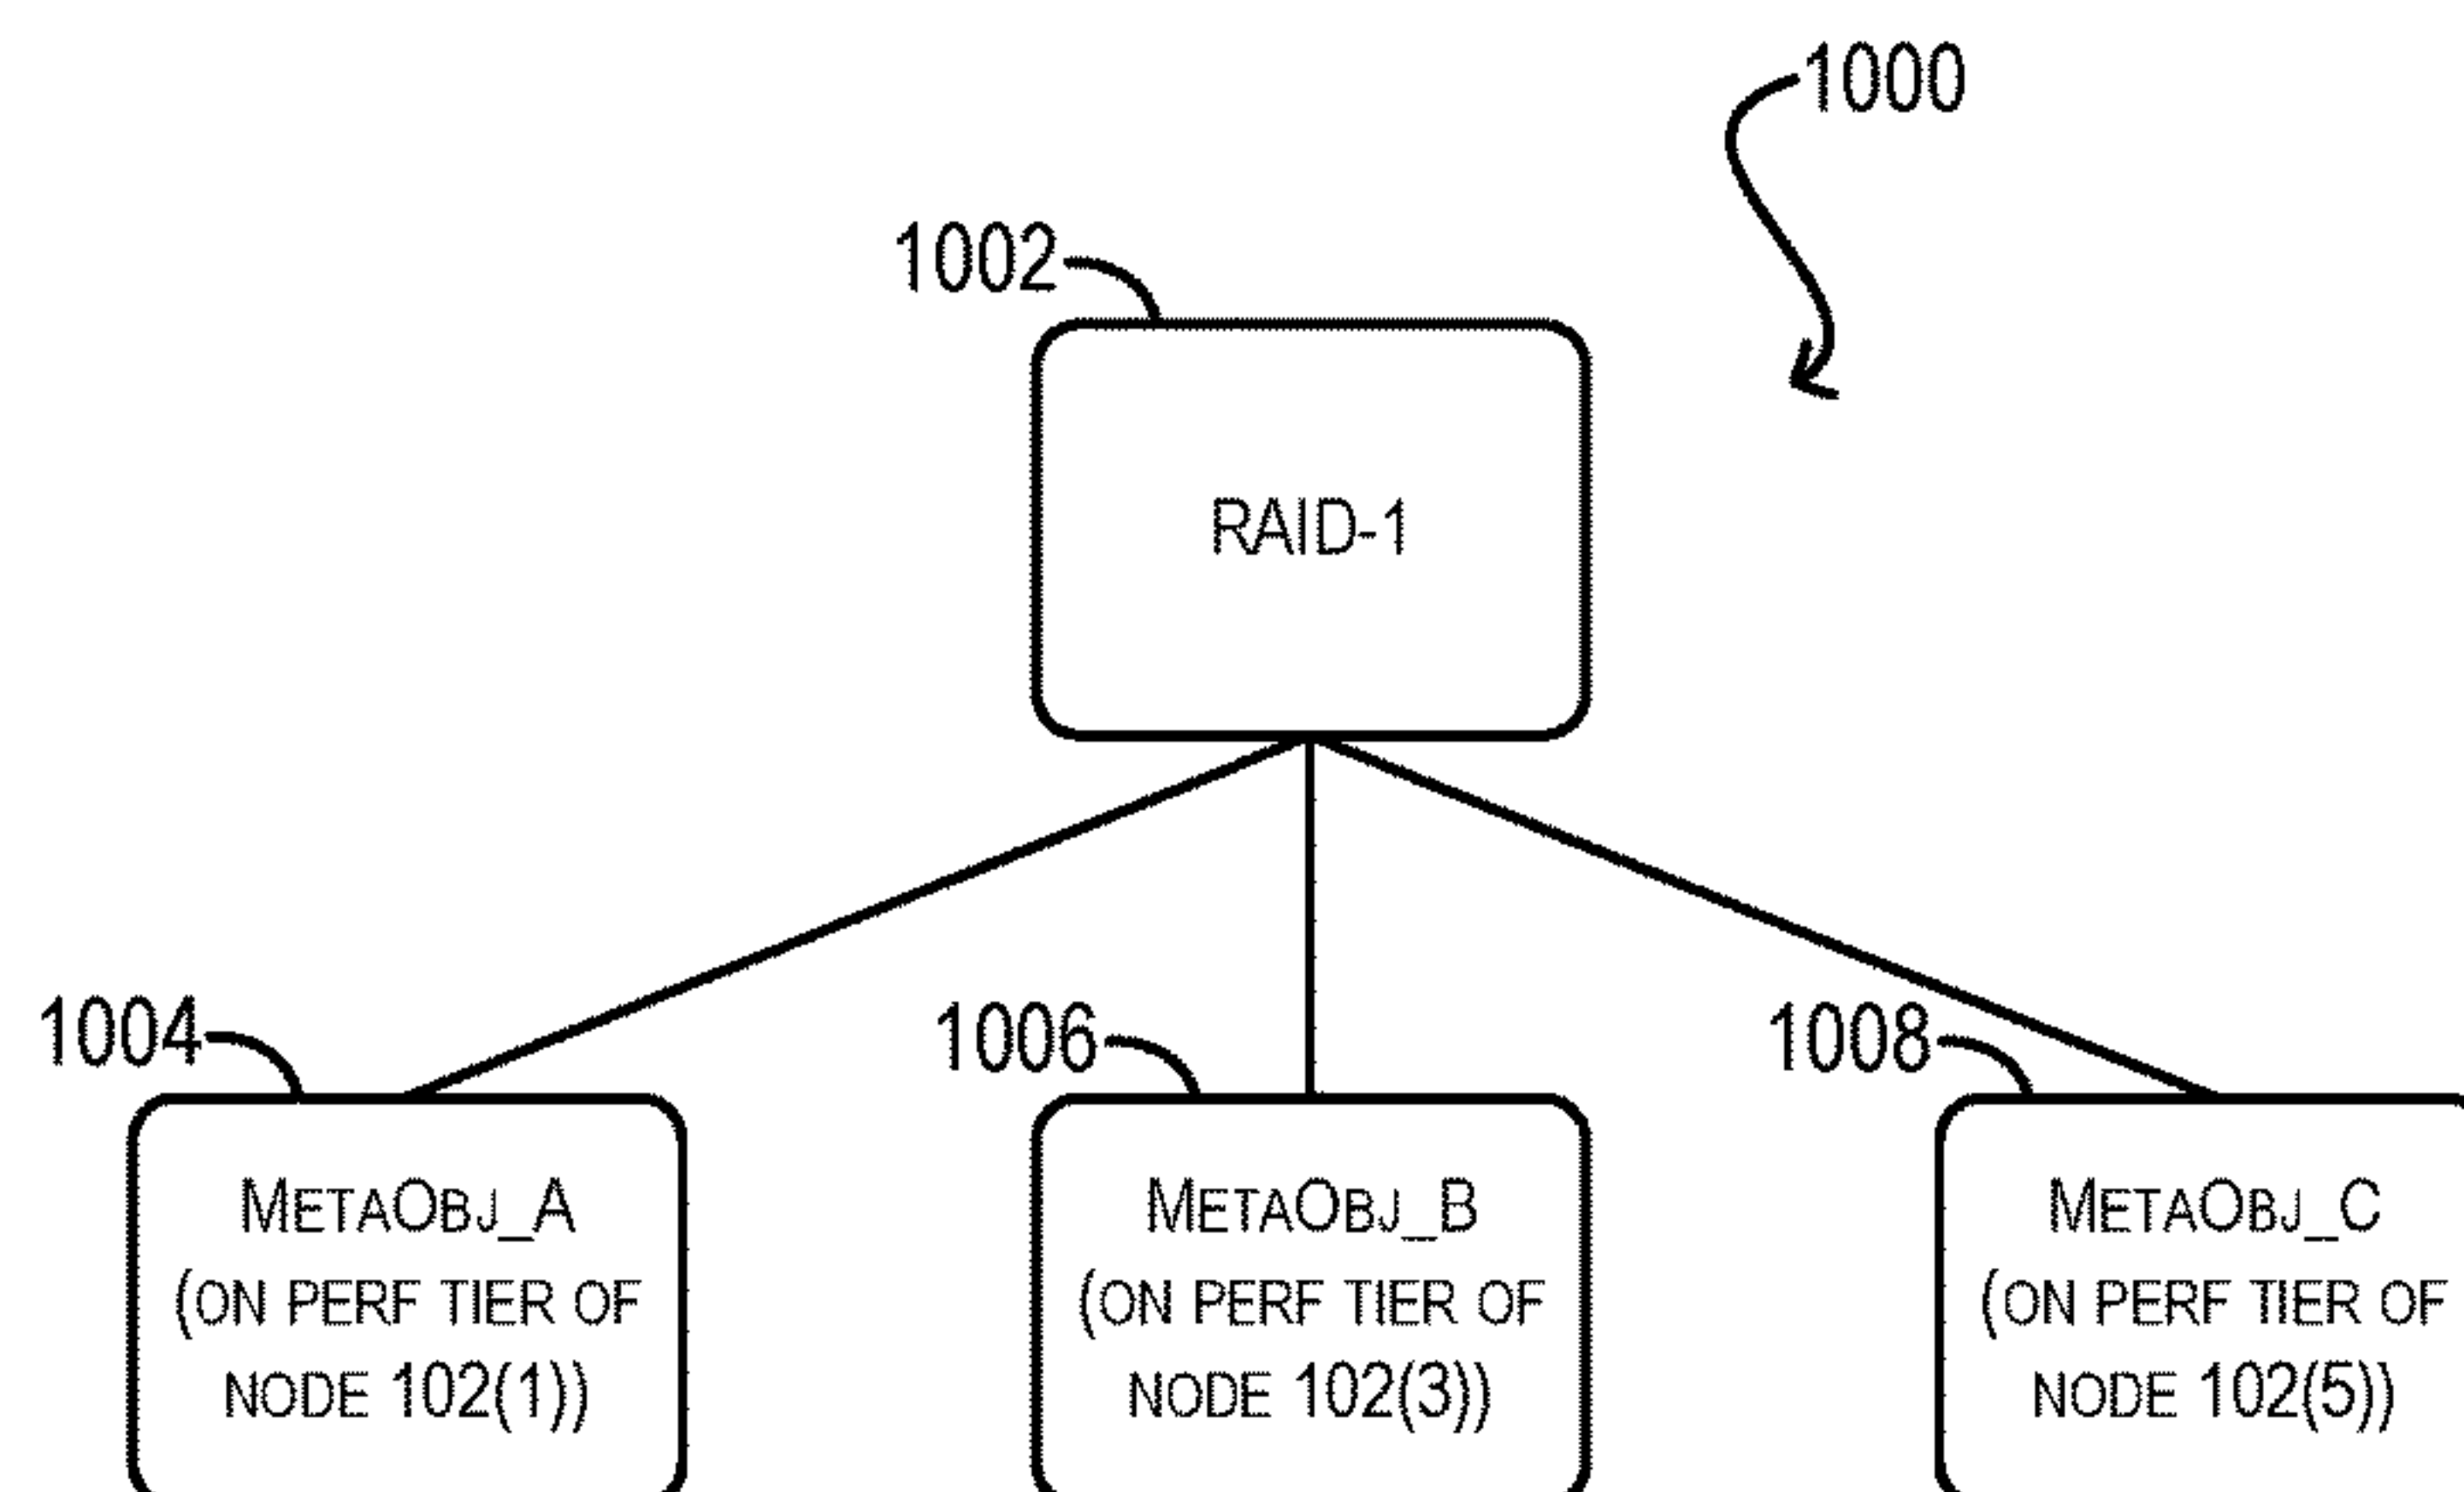 1000
1002
RAID-1
1004
1006
1008
METAOBJ_A
(ON PERF TIER OF
NODE 102(1))
METAOBJ_B
(ON PERF TIER OF
NODE 102(3))
METAOBJ_C
(ON PERF TIER OF
NODE 102(5))